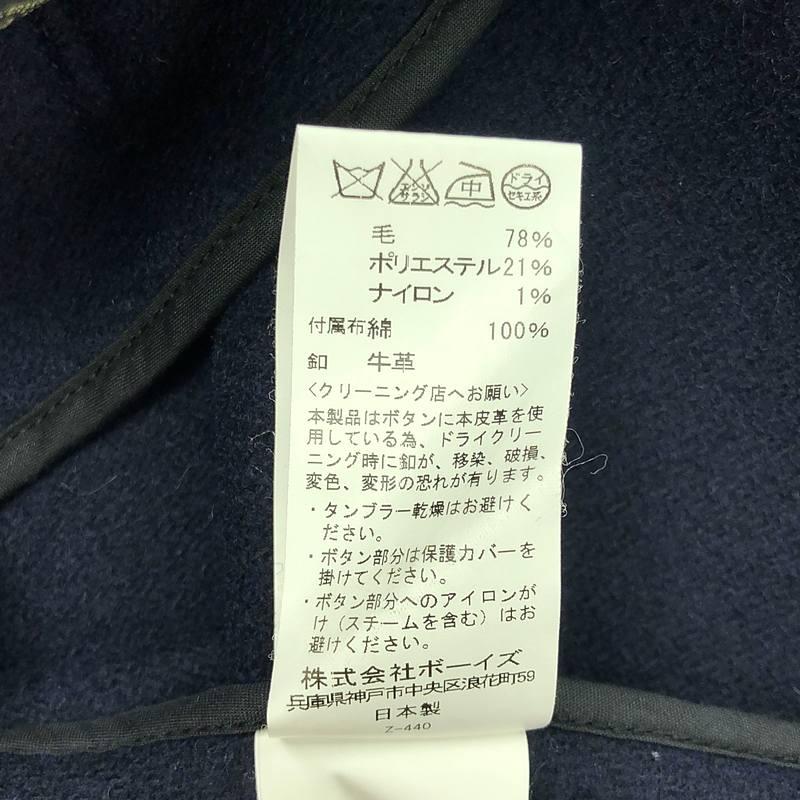 エンソ
サラシ
中
ドライ
セキユ系
毛 78%
ポリエステル21%
ナイロン 1%
付属布綿 100%
釦 牛革
<クリーニング店へお願い>
本製品はボタンに本皮革を使
用している為、ドライクリー
ニング時に釦が、移染、破損、
変色、変形の恐れが有ります。
・タンブラー乾燥はお避けく
ださい。
・ボタン部分は保護カバーを
掛けてください。
・ボタン部分へのアイロンが
け(スチームを含む)はお
避けください。
株式会社ボーイズ
兵庫県神戸市中央区浪花町59
日本製
Z-440